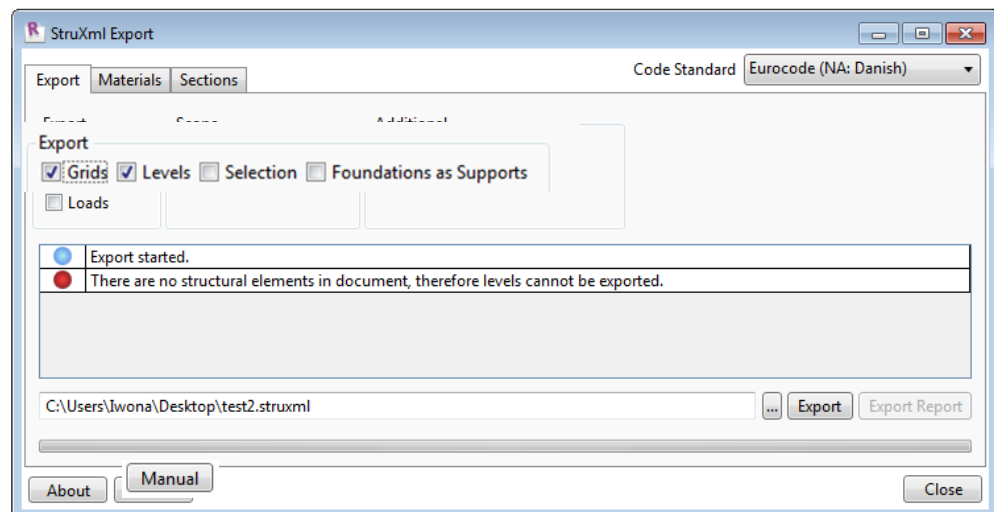 StruXml Export
Code Standard Eurocode (NA: Danish)
Export Materials Sections
Export
Grids Levels Selection Foundations as Supports
Loads
Export started.
There are no structural elements in document, therefore levels cannot be exported.
C:\Users\Iwona\Desktop\test2.struxml ... Export Export Report
About Manual Close